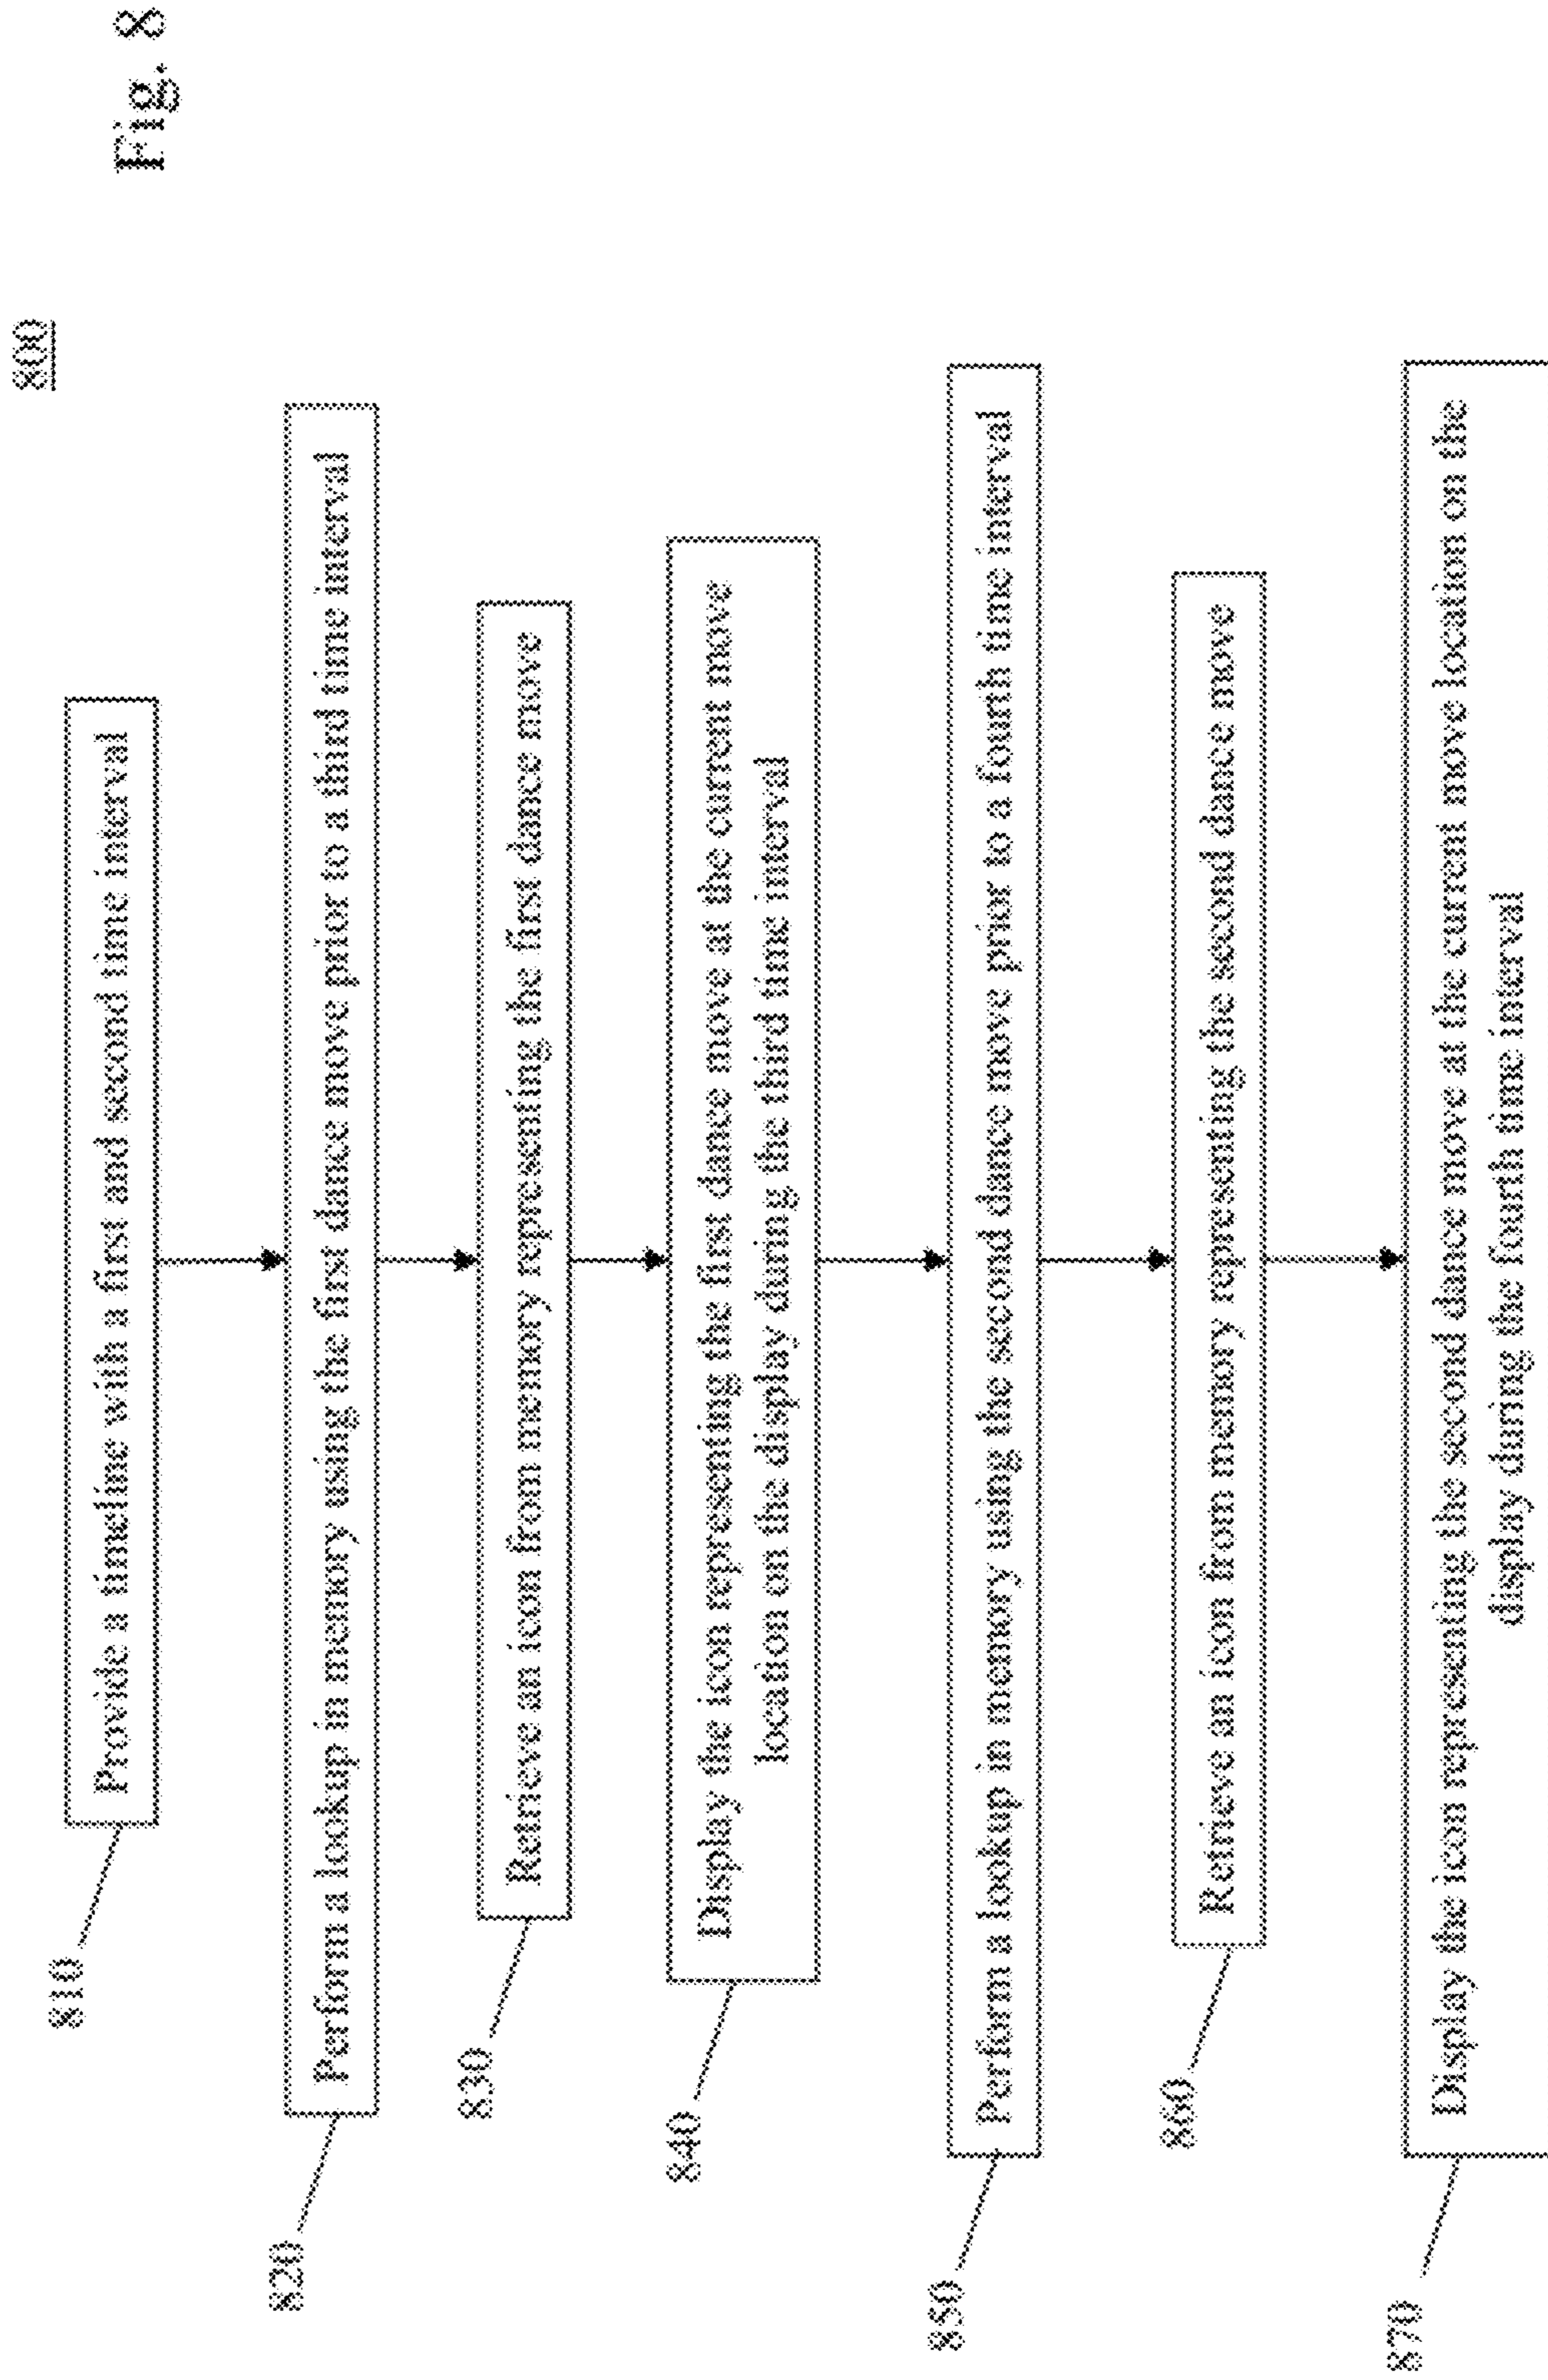 Fig. 8
800
810
Provide a timeline with a first and second time interval
820
Perform a lookup in memory using the first dance move prior to a third time interval
830
Retrieve an icon from memory representing the first dance move
840
Display the icon representing the first dance move at the current move
location on the display during the third time interval
850
Perform a lookup in memory using the second dance move prior to a fourth time interval
860
Retrieve an icon from memory representing the second dance move
870
Display the icon representing the second dance move at the current move location on the
display during the fourth time interval